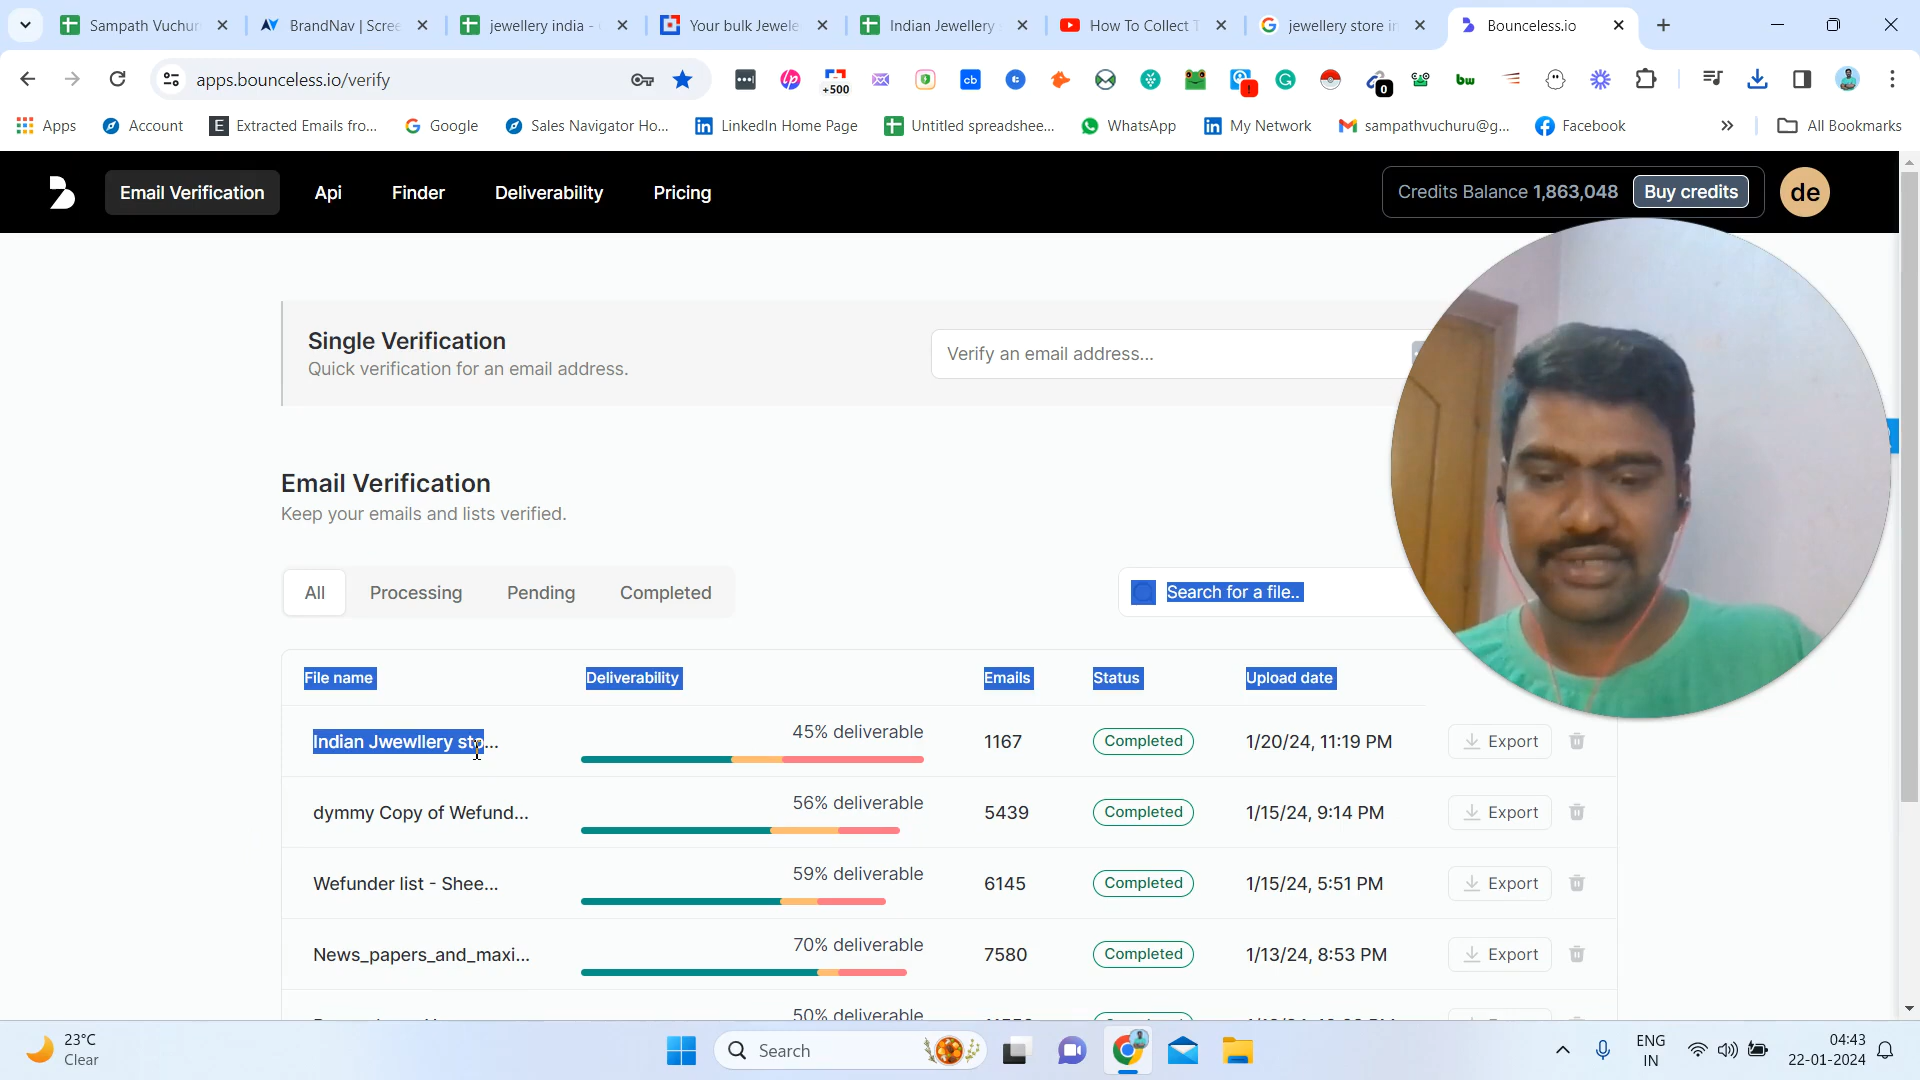 Sampath Vuchuru
BrandNav | Scree
jewellery india -
Your bulk Jewele
Indian Jewellery
How To Collect T
jewellery store in
Bounceless.io
apps.bounceless.io/verify
+500
cb
bw
0
Apps
Account
Extracted Emails fro...
Google
Sales Navigator Ho...
LinkedIn Home Page
Untitled spreadshee...
WhatsApp
My Network
sampathvuchuru@g...
Facebook
All Bookmarks
Email Verification
Api
Finder
Deliverability
Pricing
Credits Balance 1,863,048
Buy credits
de
Single Verification
Quick verification for an email address.
Verify an email address...
Email Verification
Keep your emails and lists verified.
All
Processing
Pending
Completed
Search for a file..
File name Deliverability Emails Status Upload date
Indian Jwewllery sto... 45% deliverable 1167 Completed 1/20/24, 11:19 PM Export
dymmy Copy of Wefund... 56% deliverable 5439 Completed 1/15/24, 9:14 PM Export
Wefunder list - Shee... 59% deliverable 6145 Completed 1/15/24, 5:51 PM Export
News_papers_and_maxi... 70% deliverable 7580 Completed 1/13/24, 8:53 PM Export
50% deliverable
23°C
Clear
Search
ENG
IN
04:43
22-01-2024